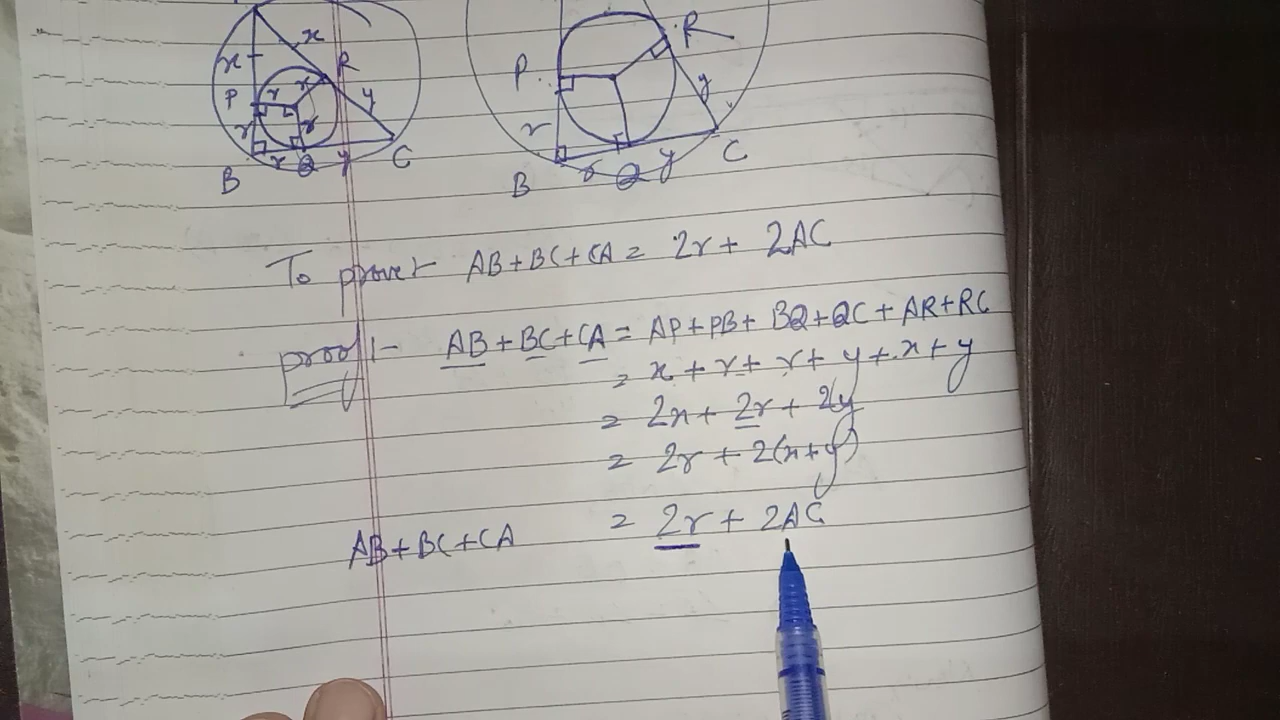 x x R
P r r y
r r
B r Q y C
P R
r y
B r Q y C
To prove:- AB+BC+CA = 2r + 2AC
proof:- AB+BC+CA = AP+PB+BQ+QC+AR+RC
= x + r + r + y + x + y
= 2x + 2r + 2y
= 2r + 2(x+y)
AB+BC+CA = 2r + 2AC